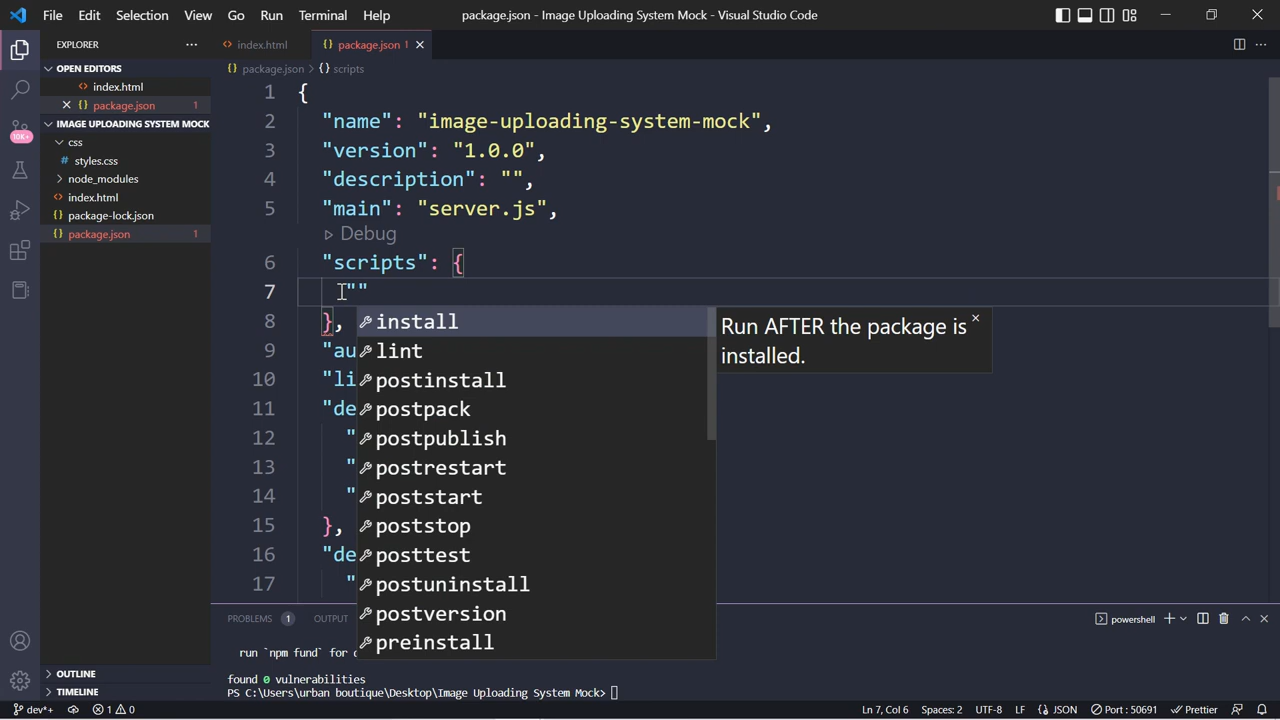 File Edit Selection View Go Run Terminal Help package.json - Image Uploading System Mock - Visual Studio Code
EXPLORER
OPEN EDITORS
index.html
package.json 1
IMAGE UPLOADING SYSTEM MOCK
css
# styles.css
node_modules
index.html
package-lock.json
package.json 1
OUTLINE
TIMELINE
10K+
index.html package.json 1
package.json > scripts
1 {
2 "name": "image-uploading-system-mock",
3 "version": "1.0.0",
4 "description": "",
5 "main": "server.js",
Debug
6 "scripts": {
7 ""
8 },
9 "au
10 "li
11 "de
12 "
13 "
14 "
15 },
16 "de
17 "
install
lint
postinstall
postpack
postpublish
postrestart
poststart
poststop
posttest
postuninstall
postversion
preinstall
Run AFTER the package is
installed.
PROBLEMS 1 OUTPUT powershell
run `npm fund` for d
found 0 vulnerabilities
PS C:\Users\urban boutique\Desktop\Image Uploading System Mock>
dev*+ 1 0 Ln 7, Col 6 Spaces: 2 UTF-8 LF JSON Port : 50691 Prettier